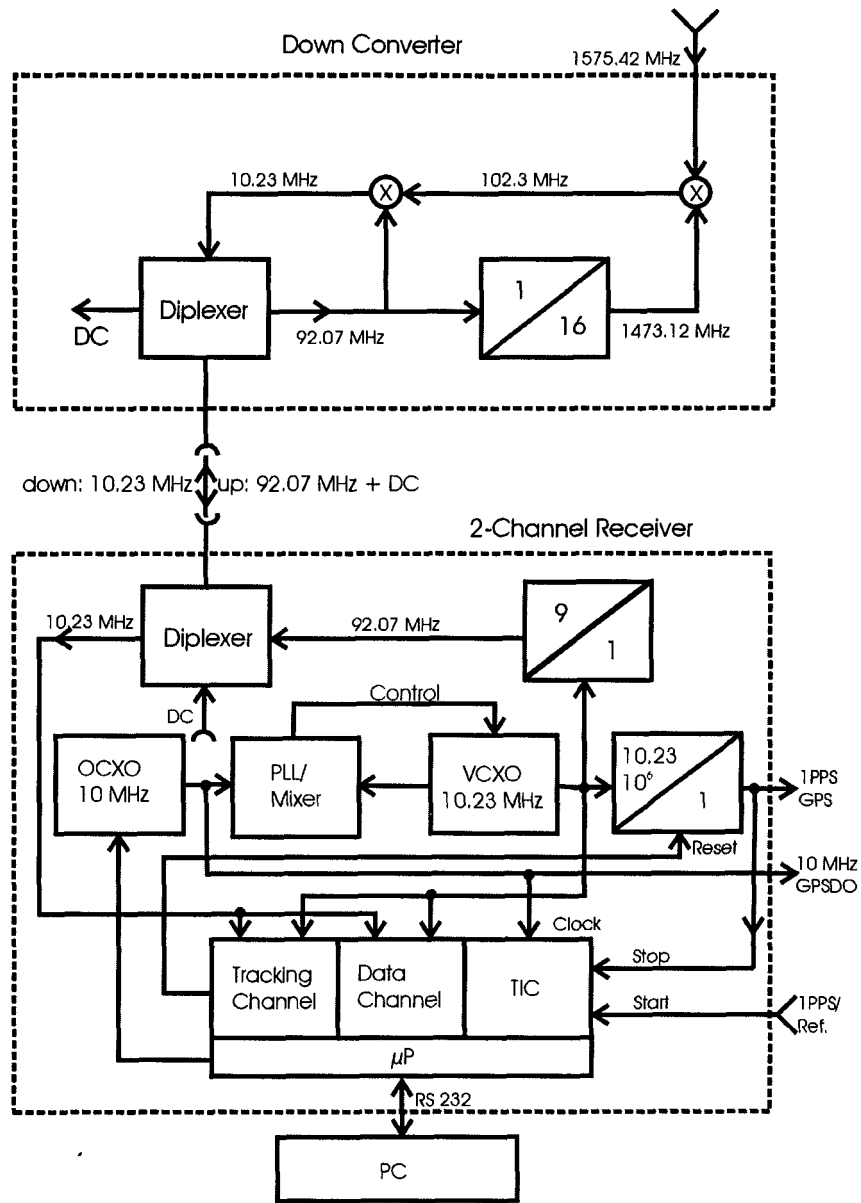 Down Converter
1575.42 MHz
10.23 MHz
102.3 MHz
X
X
Diplexer
DC
92.07 MHz
1
16
1473.12 MHz
down: 10.23 MHz
up: 92.07 MHz + DC
2-Channel Receiver
10.23 MHz
Diplexer
92.07 MHz
9
1
DC
Control
OCXO
10 MHz
PLL/
Mixer
VCXO
10.23 MHz
10.23
10⁶
1
1PPS
GPS
Reset
10 MHz
GPSDO
Clock
Tracking
Channel
Data
Channel
TIC
Stop
Start
1PPS/
Ref.
µP
RS 232
PC